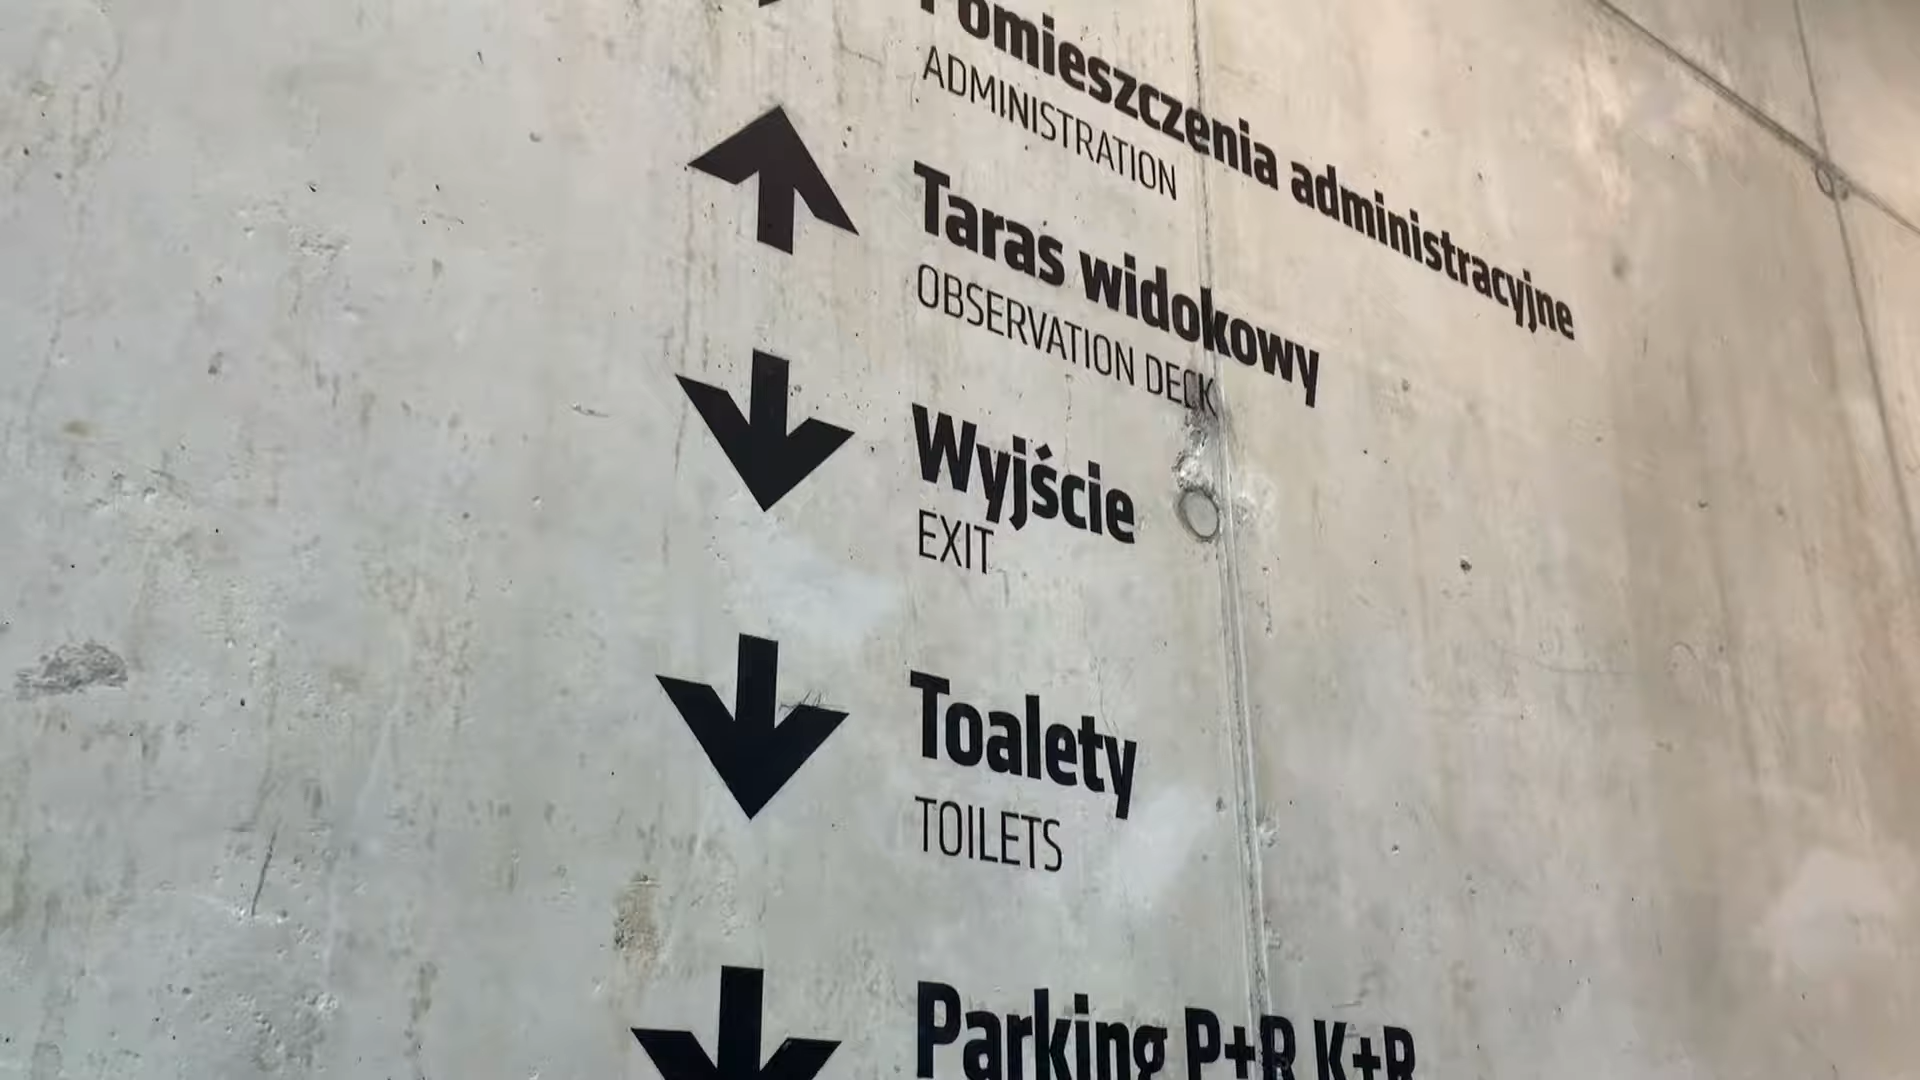 Pomieszczenia administracyjne
ADMINISTRATION
Taras widokowy
OBSERVATION DECK
Wyjście
EXIT
Toalety
TOILETS
Parking P+R K+R